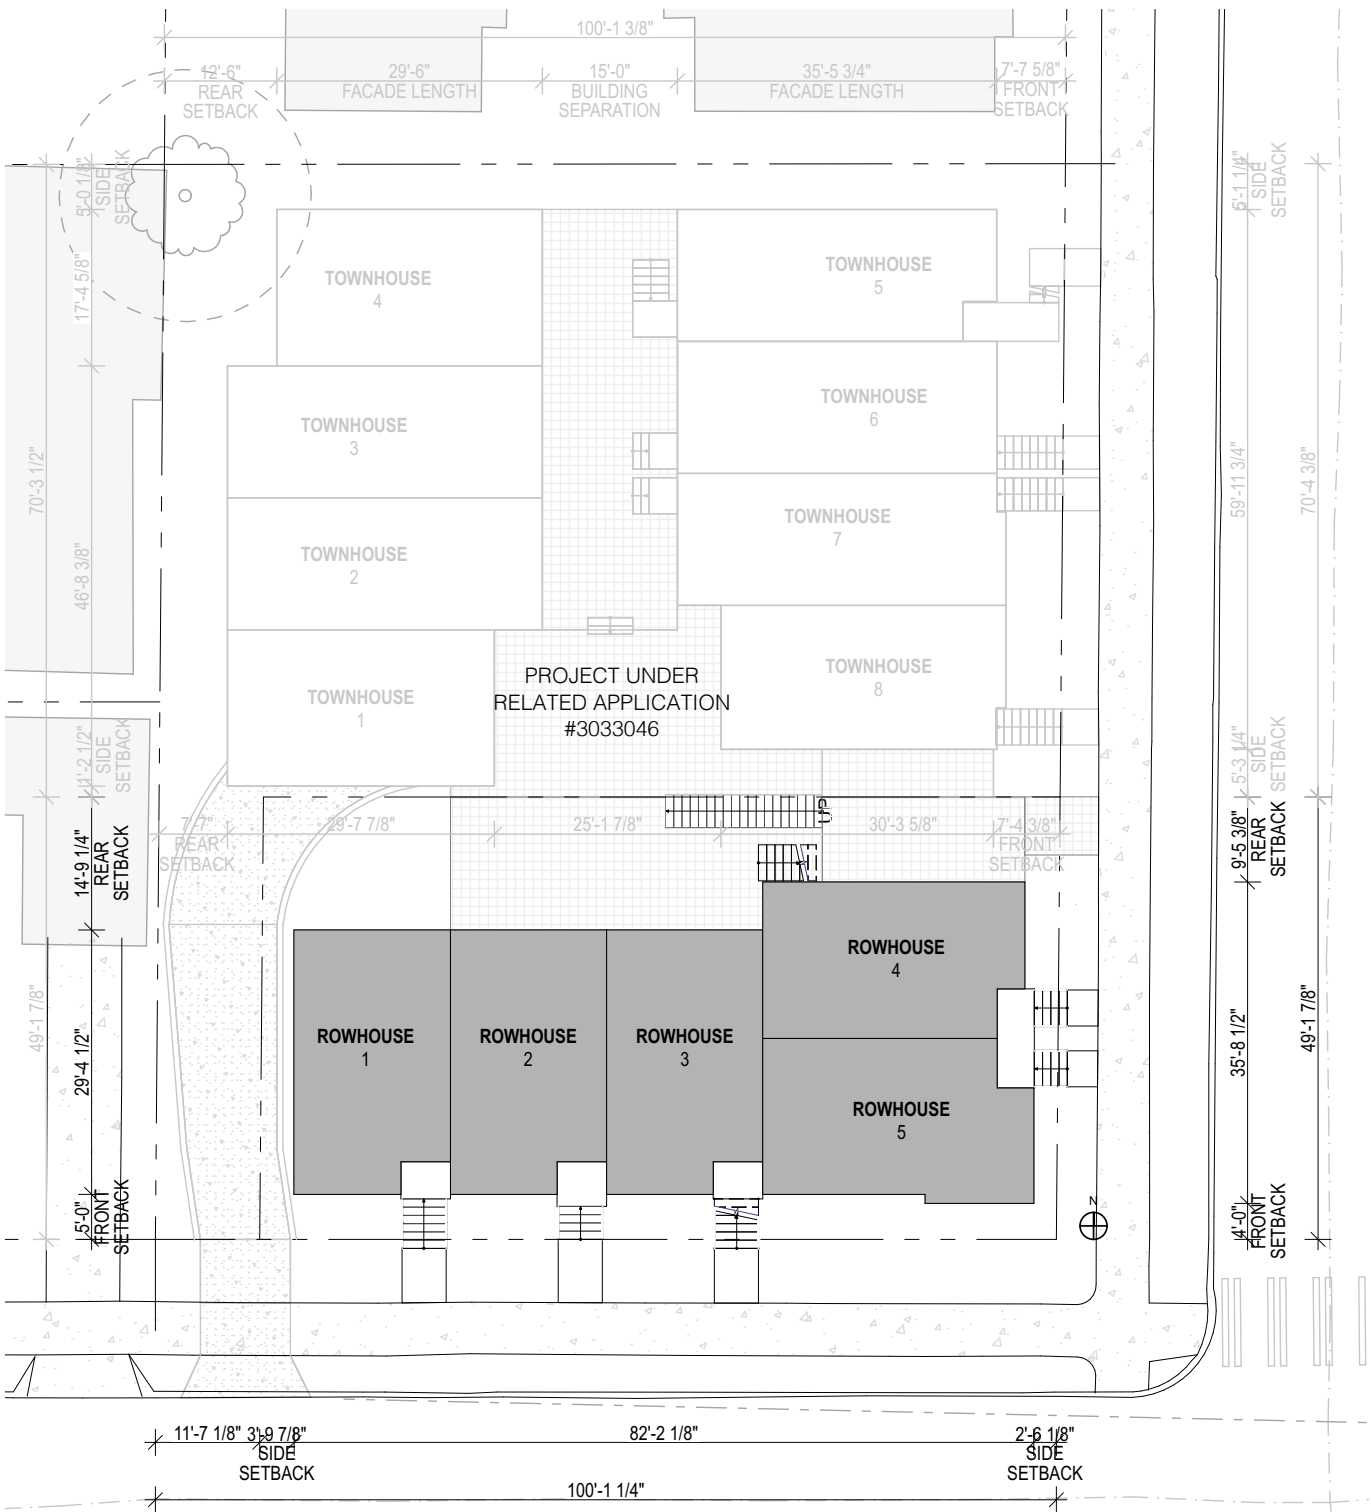 100'-1 3/8"
12'-6"
REAR
SETBACK
29'-6"
FACADE LENGTH
15'-0"
BUILDING
SEPARATION
35'-5 3/4"
FACADE LENGTH
7'-7 5/8"
FRONT
SETBACK
5'-0 1/8"
SIDE
SETBACK
5'-1 1/4"
SIDE
SETBACK
17'-4 5/8"
TOWNHOUSE
4
TOWNHOUSE
5
TOWNHOUSE
3
TOWNHOUSE
6
70'-3 1/2"
59'-11 3/4"
70'-4 3/8"
46'-8 3/8"
TOWNHOUSE
2
TOWNHOUSE
7
TOWNHOUSE
1
PROJECT UNDER
RELATED APPLICATION
#3033046
TOWNHOUSE
8
1'-2 1/2"
SIDE
SETBACK
5'-3 1/4"
SIDE
SETBACK
UP
7'-7"
REAR
SETBACK
29'-7 7/8"
25'-1 7/8"
30'-3 5/8"
7'-4 3/8"
FRONT
SETBACK
14'-9 1/4"
REAR
SETBACK
9'-5 3/8"
REAR
SETBACK
ROWHOUSE
4
ROWHOUSE
1
ROWHOUSE
2
ROWHOUSE
3
ROWHOUSE
5
49'-1 7/8"
29'-4 1/2"
35'-8 1/2"
49'-1 7/8"
5'-0"
FRONT
SETBACK
4'-0"
FRONT
SETBACK
N
11'-7 1/8"
3'-9 7/8"
SIDE
SETBACK
82'-2 1/8"
2'-6 1/8"
SIDE
SETBACK
100'-1 1/4"